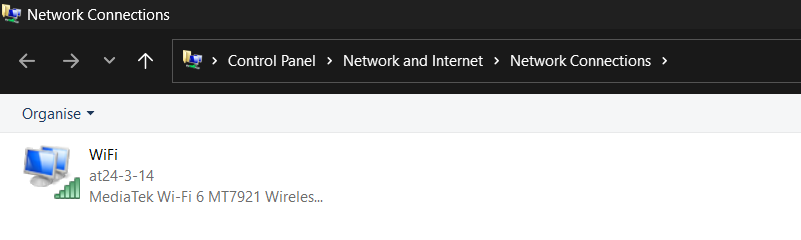 Network Connections
Control Panel Network and Internet Network Connections
Organise
WiFi
at24-3-14
MediaTek Wi-Fi 6 MT7921 Wireles...